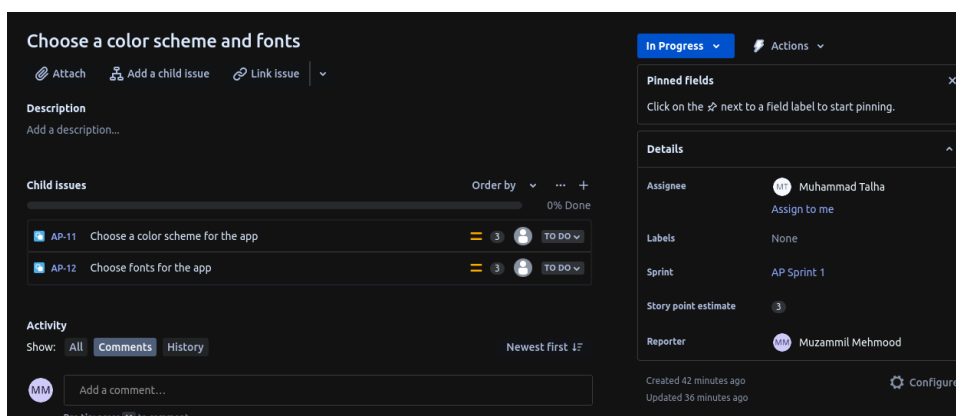 Choose a color scheme and fonts
Attach Add a child issue Link issue
Description
Add a description...
Child issues Order by
0% Done
AP-11 Choose a color scheme for the app 3 TO DO
AP-12 Choose fonts for the app 3 TO DO
Activity
Show: All Comments History Newest first
MM Add a comment...
In Progress Actions
Pinned fields
Click on the next to a field label to start pinning.
Details
Assignee MT Muhammad Talha
Assign to me
Labels None
Sprint AP Sprint 1
Story point estimate 3
Reporter MM Muzammil Mehmood
Created 42 minutes ago Configure
Updated 36 minutes ago